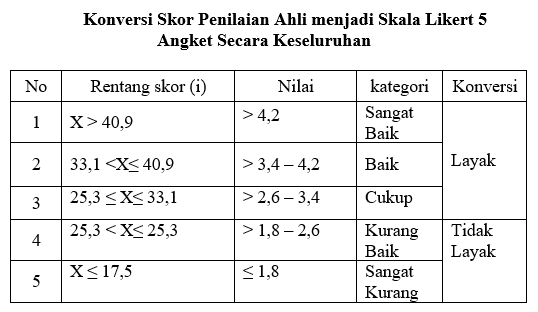 Konversi Skor Penilaian Ahli menjadi Skala Likert 5
Angket Secara Keseluruhan
No Rentang skor (i) Nilai kategori Konversi
1 X > 40,9 > 4,2 Sangat Baik Layak
2 33,1 <X≤ 40,9 > 3,4 – 4,2 Baik
3 25,3 ≤ X≤ 33,1 > 2,6 – 3,4 Cukup
4 25,3 < X≤ 25,3 > 1,8 – 2,6 Kurang Baik Tidak Layak
5 X ≤ 17,5 ≤ 1,8 Sangat Kurang